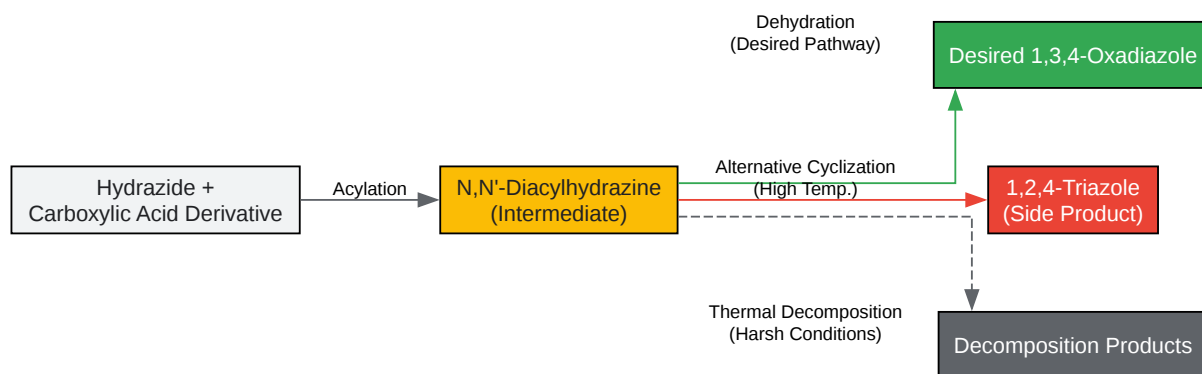 Dehydration
(Desired Pathway)
Desired 1,3,4-Oxadiazole
Hydrazide +
Carboxylic Acid Derivative
Acylation
N,N'-Diacylhydrazine
(Intermediate)
Alternative Cyclization
(High Temp.)
1,2,4-Triazole
(Side Product)
Thermal Decomposition
(Harsh Conditions)
Decomposition Products